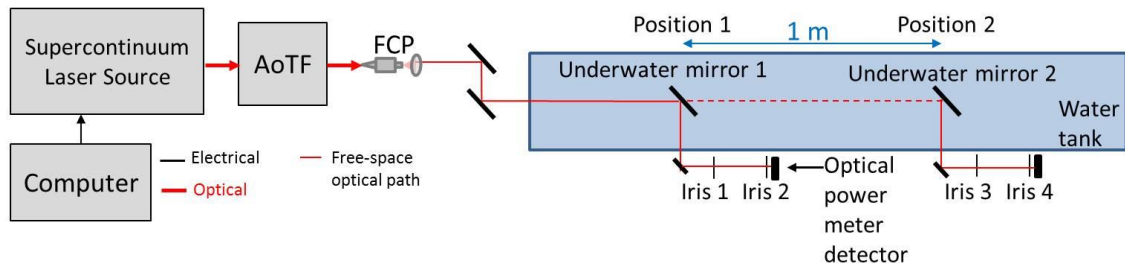 Supercontinuum
Laser Source
AoTF
FCP
Position 1
Position 2
1 m
Underwater mirror 1
Underwater mirror 2
Water
tank
Computer
Electrical
Optical
Free-space
optical path
Iris 1
Iris 2
Optical
power
meter
detector
Iris 3
Iris 4